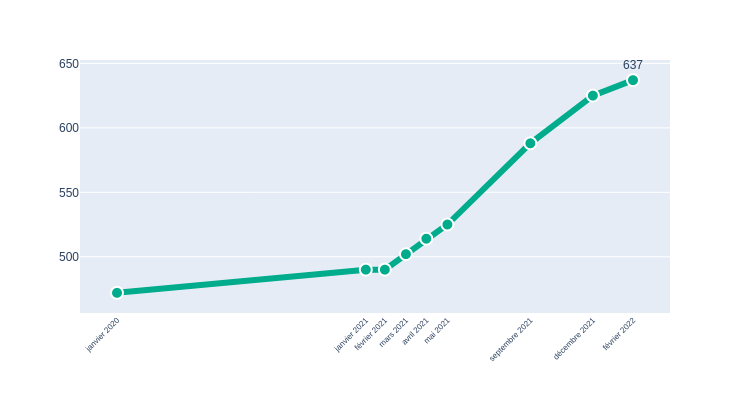 637
650
600
550
500
janvier 2020
janvier 2021
février 2021
mars 2021
avril 2021
mai 2021
septembre 2021
décembre 2021
février 2022